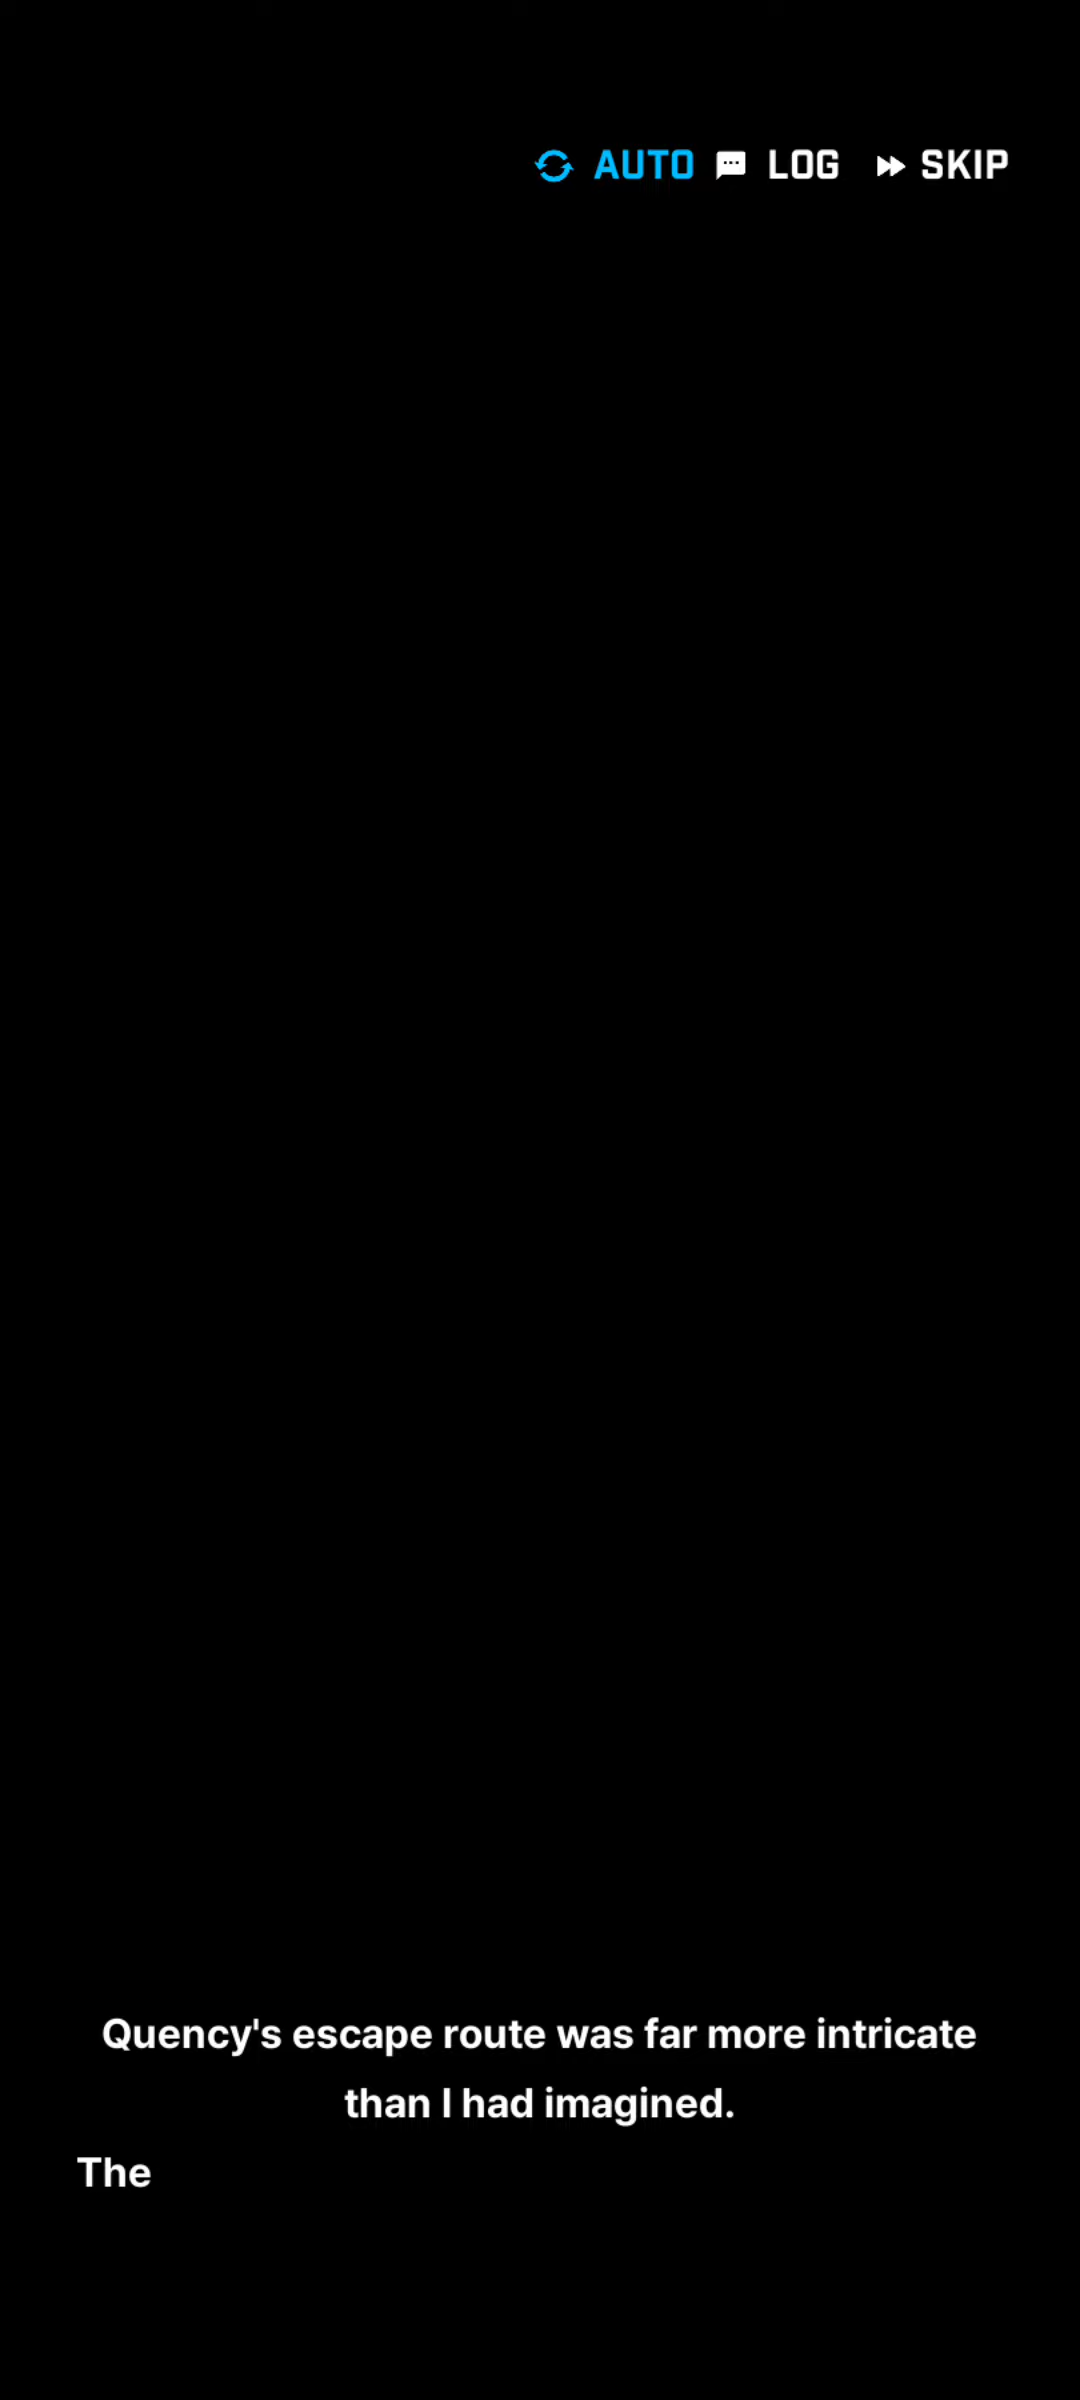 AUTO LOG SKIP
Quency's escape route was far more intricate
than I had imagined.
The